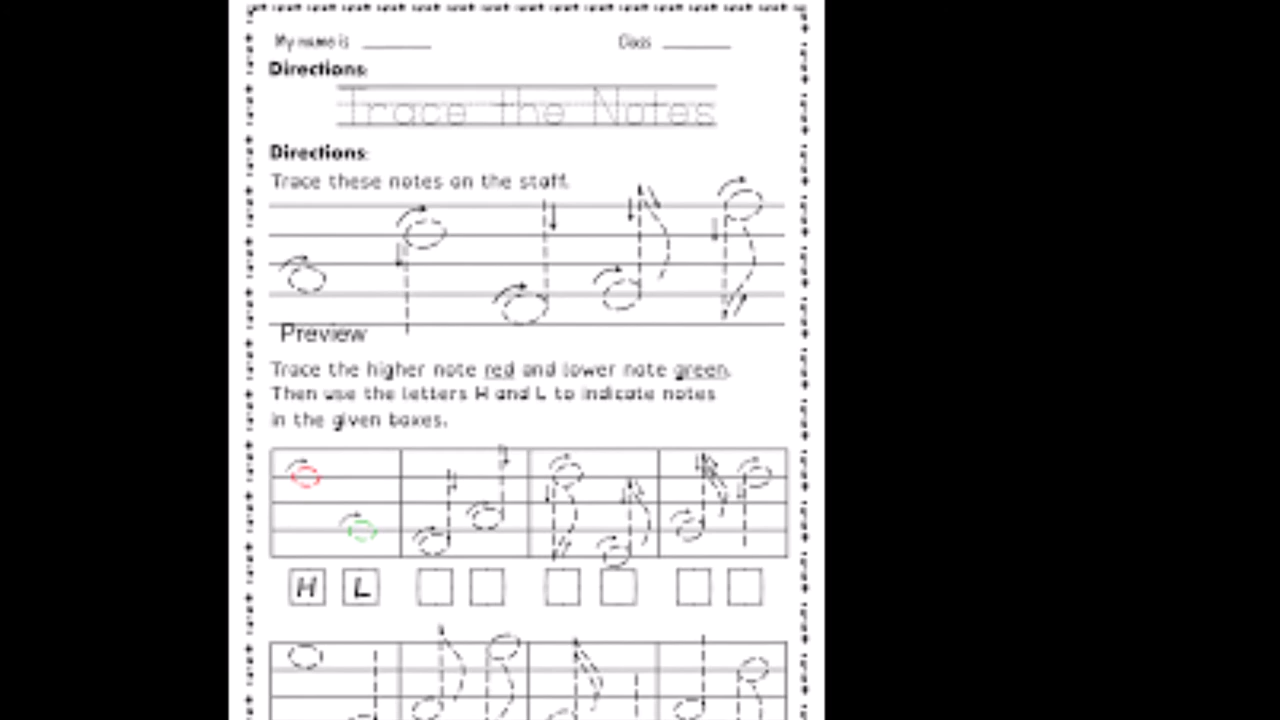 My name is
Class
Directions:
Trace the Notes
Directions:
Trace these notes on the staff.
Preview
Trace the higher note red and lower note green.
Then use the letters H and L to indicate notes
in the given boxes.
H L